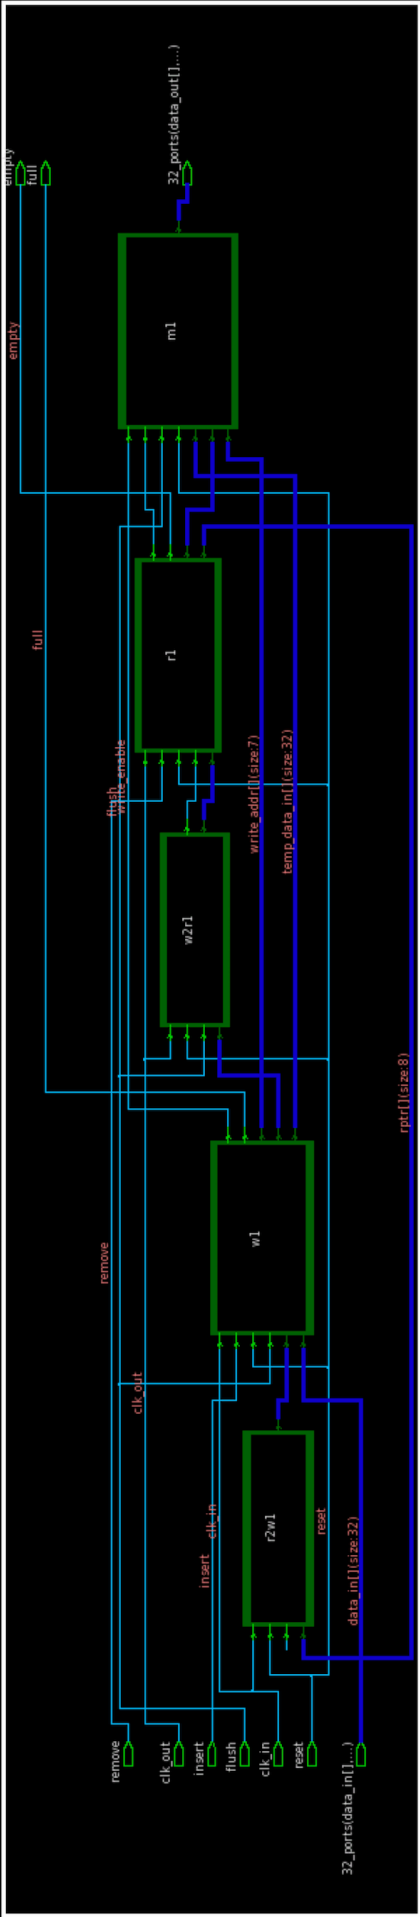 32_ports(data_out[],...)
empty
full
m1
empty
full
r1
write_enable
flush
write_addr[](size:7)
temp_data_in[](size:32)
w2r1
rptr[](size:8)
w1
remove
clk_out
clk_in
insert
r2w1
reset
data_in[](size:32)
remove
clk_out
insert
flush
clk_in
reset
32_ports(data_in[],...)